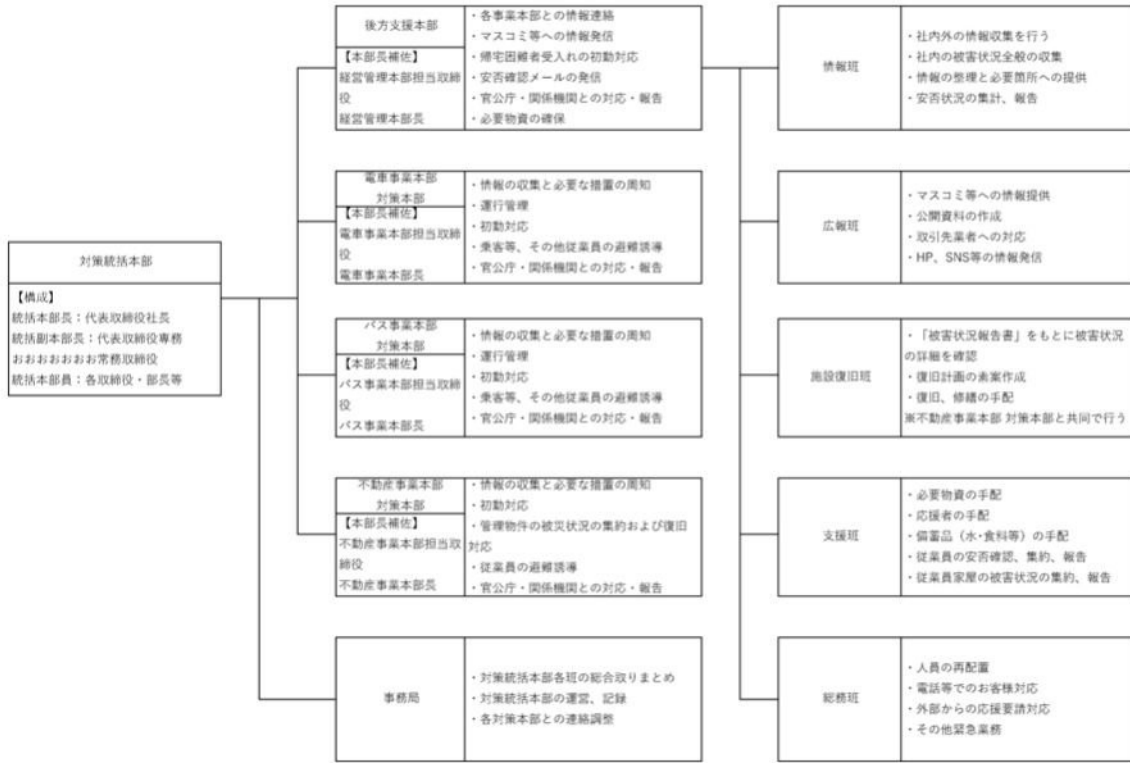 対策統括本部
【構成】
統括本部長：代表取締役社長
統括副本部長：代表取締役専務
おおおおおおお常務取締役
統括本部員：各取締役・部長等
後方支援本部
【本部長補佐】
経営管理本部担当取締
役
経営管理本部長
・各事業本部との情報連絡
・マスコミ等への情報発信
・帰宅困難者受入れの初動対応
・安否確認メールの発信
・官公庁・関係機関との対応・報告
・必要物資の確保
電車事業本部
対策本部
【本部長補佐】
電車事業本部担当取締
役
電車事業本部長
・情報の収集と必要な措置の周知
・運行管理
・初動対応
・乗客等、その他従業員の避難誘導
・官公庁・関係機関との対応・報告
バス事業本部
対策本部
【本部長補佐】
バス事業本部担当取締
役
バス事業本部長
・情報の収集と必要な措置の周知
・運行管理
・初動対応
・乗客等、その他従業員の避難誘導
・官公庁・関係機関との対応・報告
不動産事業本部
対策本部
【本部長補佐】
不動産事業本部担当取
締役
不動産事業本部長
・情報の収集と必要な措置の周知
・初動対応
・管理物件の被災状況の集約および復旧
対応
・従業員の避難誘導
・官公庁・関係機関との対応・報告
事務局
・対策統括本部各班の総合取りまとめ
・対策統括本部の運営、記録
・各対策本部との連絡調整
情報班
・社内外の情報収集を行う
・社内の被害状況全般の収集
・情報の整理と必要箇所への提供
・安否状況の集計、報告
広報班
・マスコミ等への情報提供
・公開資料の作成
・取引先業者への対応
・HP、SNS等の情報発信
施設復旧班
・「被害状況報告書」をもとに被害状況
の詳細を確認
・復旧計画の素案作成
・復旧、修繕の手配
※不動産事業本部 対策本部と共同で行う
支援班
・必要物資の手配
・応援者の手配
・備蓄品（水・食料等）の手配
・従業員の安否確認、集約、報告
・従業員家屋の被害状況の集約、報告
総務班
・人員の再配置
・電話等でのお客様対応
・外部からの応援要請対応
・その他緊急業務